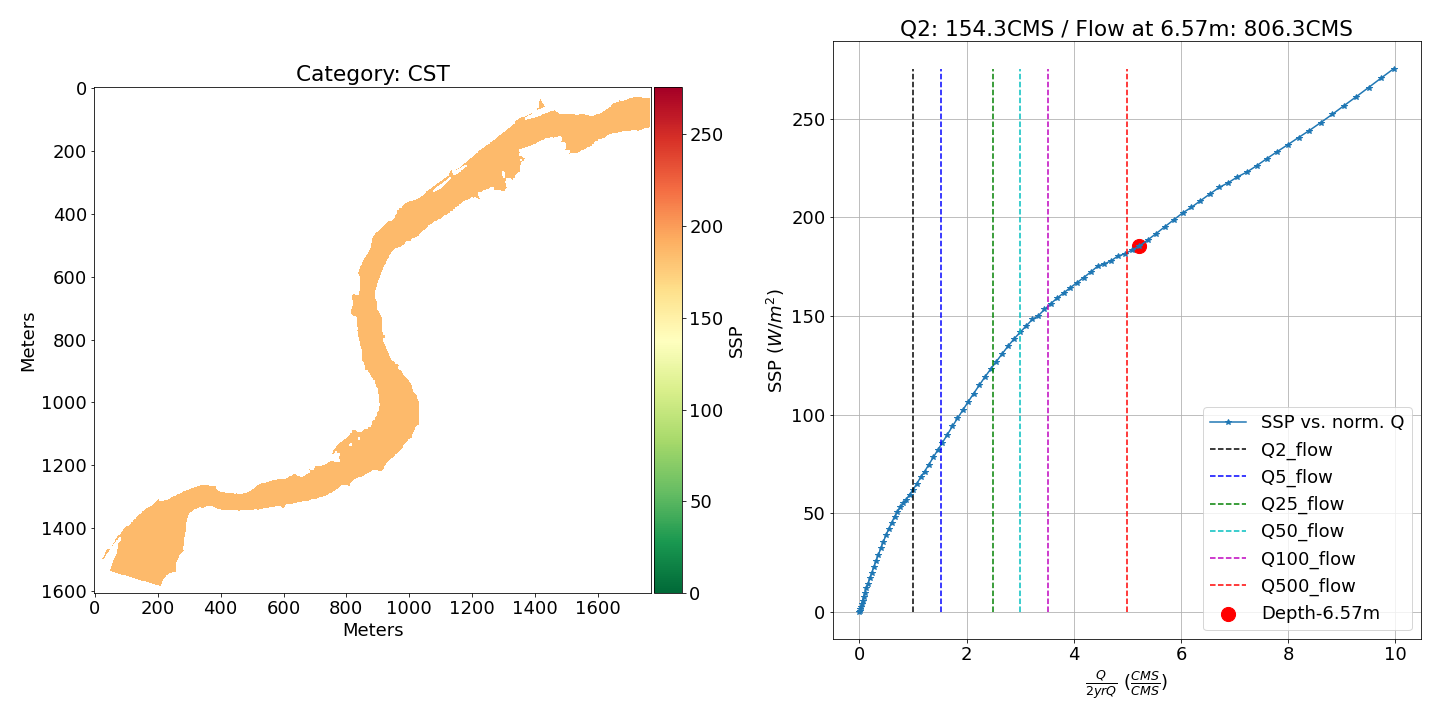 Category: CST
0
200
400
600
800
1000
1200
1400
1600
Meters
0 200 400 600 800 1000 1200 1400 1600
Meters
250
200
150
100
50
0
SSP
Q2: 154.3CMS / Flow at 6.57m: 806.3CMS
250
200
150
100
50
0
SSP (W/m²)
0 2 4 6 8 10
Q/2yrQ (CMS/CMS)
SSP vs. norm. Q
Q2_flow
Q5_flow
Q25_flow
Q50_flow
Q100_flow
Q500_flow
Depth-6.57m